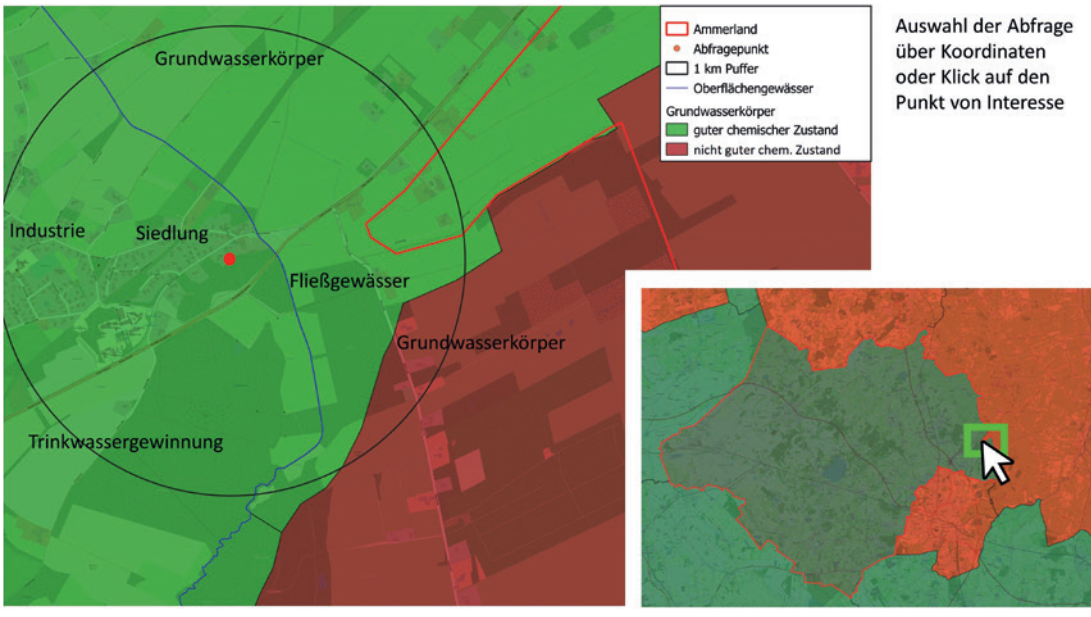 Grundwasserkörper
Industrie
Siedlung
Fließgewässer
Grundwasserkörper
Trinkwassergewinnung
Ammerland
Abfragepunkt
1 km Puffer
Oberflächengewässer
Grundwasserkörper
guter chemischer Zustand
nicht guter chem. Zustand
Auswahl der Abfrage
über Koordinaten
oder Klick auf den
Punkt von Interesse